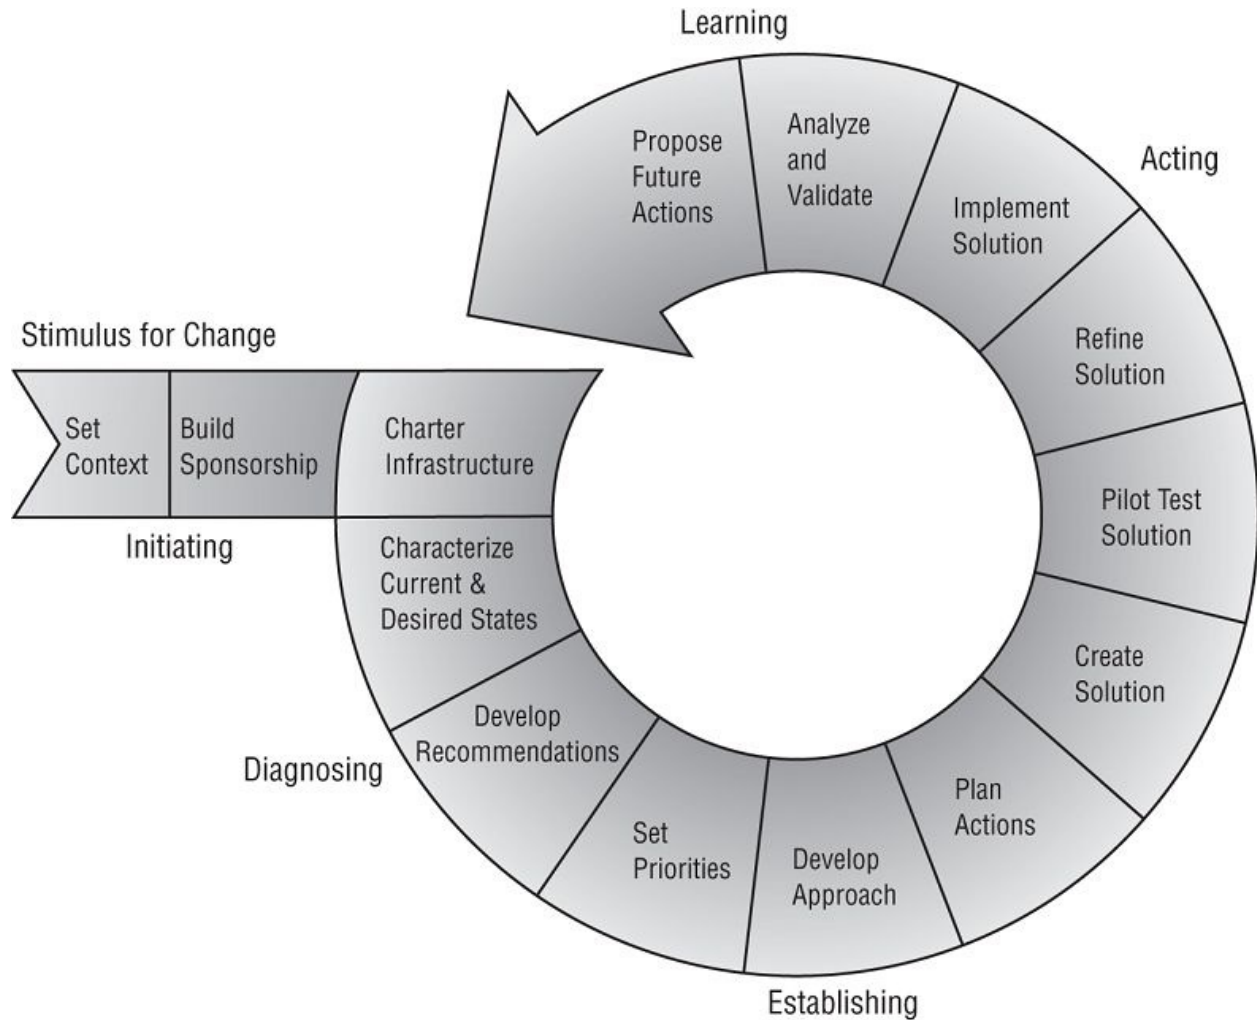 Learning
Acting
Propose
Future
Actions
Analyze
and
Validate
Implement
Solution
Refine
Solution
Pilot Test
Solution
Create
Solution
Plan
Actions
Develop
Approach
Set
Priorities
Develop
Recommendations
Characterize
Current &
Desired States
Charter
Infrastructure
Build
Sponsorship
Set
Context
Stimulus for Change
Initiating
Diagnosing
Establishing